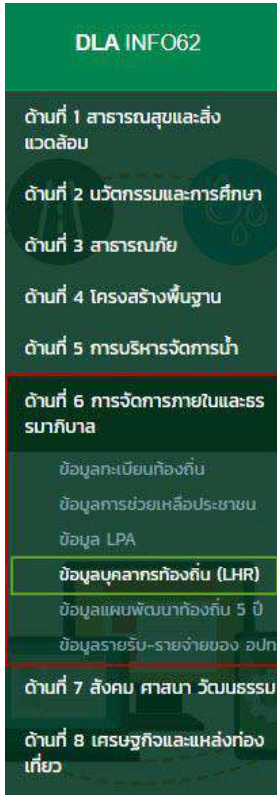 DLA INFO62
ด้านที่ 1 สาธารณสุขและสิ่ง
แวดล้อม
ด้านที่ 2 นวัตกรรมและการศึกษา
ด้านที่ 3 สาธารณภัย
ด้านที่ 4 โครงสร้างพื้นฐาน
ด้านที่ 5 การบริหารจัดการน้ำ
ด้านที่ 6 การจัดการภายในและธร
รมาภิบาล
ข้อมูลทะเบียนท้องถิ่น
ข้อมูลการช่วยเหลือประชาชน
ข้อมูล LPA
ข้อมูลบุคลากรท้องถิ่น (LHR)
ข้อมูลแผนพัฒนาท้องถิ่น 5 ปี
ข้อมูลรายรับ-รายจ่ายของ อปท
ด้านที่ 7 สังคม ศาสนา วัฒนธรรม
ด้านที่ 8 เศรษฐกิจและแหล่งท่อง
เที่ยว